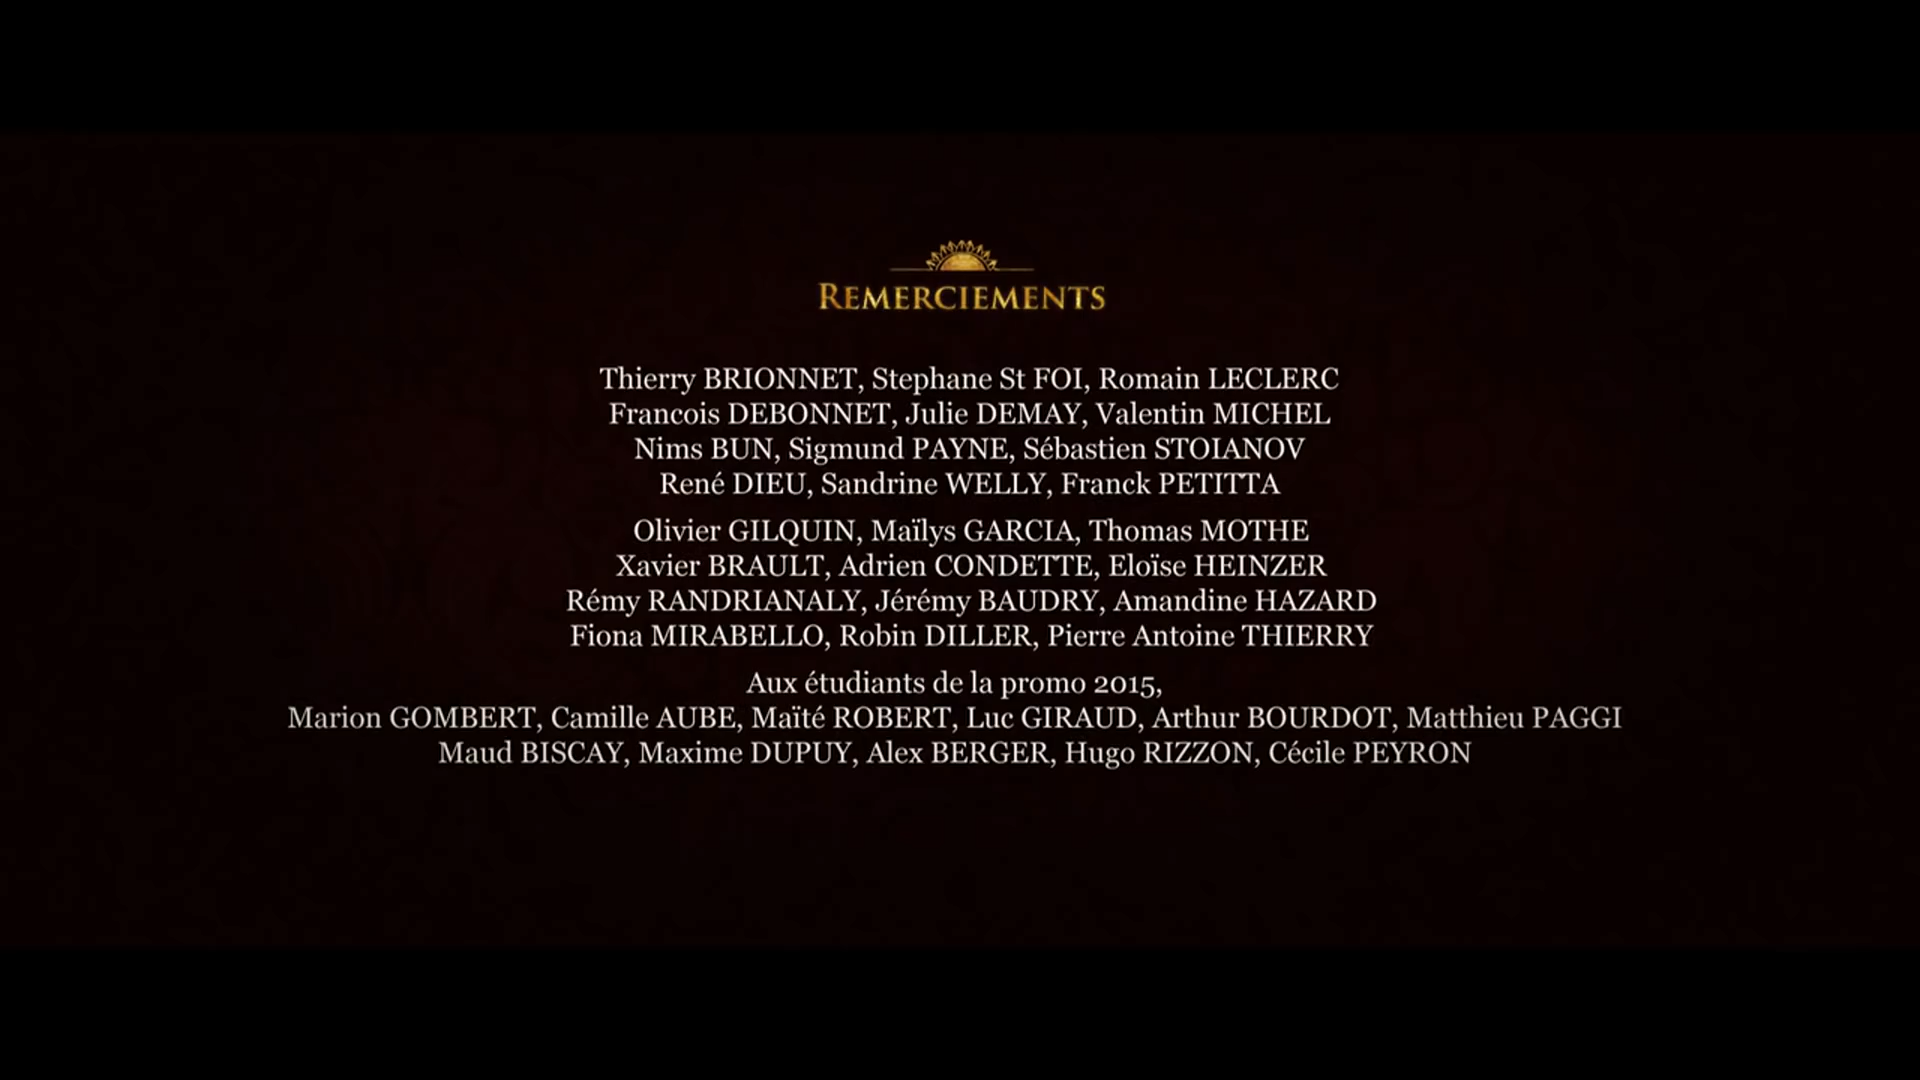 REMERCIEMENTS
Thierry BRIONNET, Stephane St FOI, Romain LECLERC
Francois DEBONNET, Julie DEMAY, Valentin MICHEL
Nims BUN, Sigmund PAYNE, Sébastien STOIANOV
René DIEU, Sandrine WELLY, Franck PETITTA
Olivier GILQUIN, Maïlys GARCIA, Thomas MOTHE
Xavier BRAULT, Adrien CONDETTE, Eloïse HEINZER
Rémy RANDRIANALY, Jérémy BAUDRY, Amandine HAZARD
Fiona MIRABELLO, Robin DILLER, Pierre Antoine THIERRY
Aux étudiants de la promo 2015,
Marion GOMBERT, Camille AUBE, Maïté ROBERT, Luc GIRAUD, Arthur BOURDOT, Matthieu PAGGI
Maud BISCAY, Maxime DUPUY, Alex BERGER, Hugo RIZZON, Cécile PEYRON